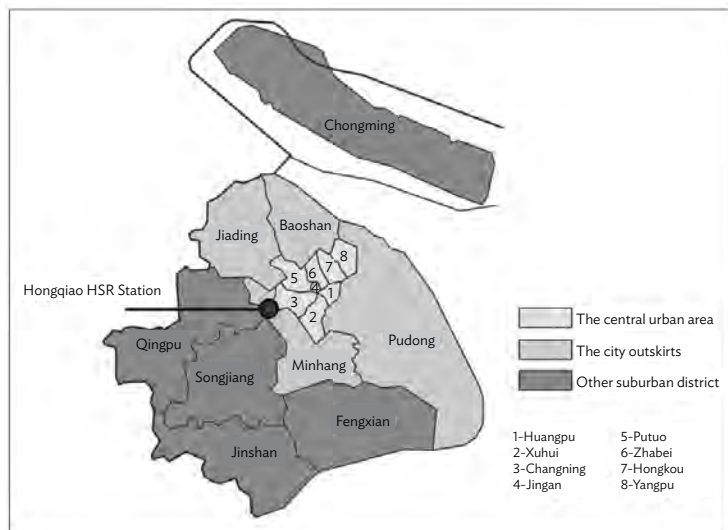 Chongming
Baoshan
Jiading
8
7
6
5
4
1
3
2
Hongqiao HSR Station
Pudong
Qingpu
Minhang
Songjiang
Fengxian
Jinshan
The central urban area
The city outskirts
Other suburban district
1-Huangpu 5-Putuo
2-Xuhui 6-Zhabei
3-Changning 7-Hongkou
4-Jingan 8-Yangpu